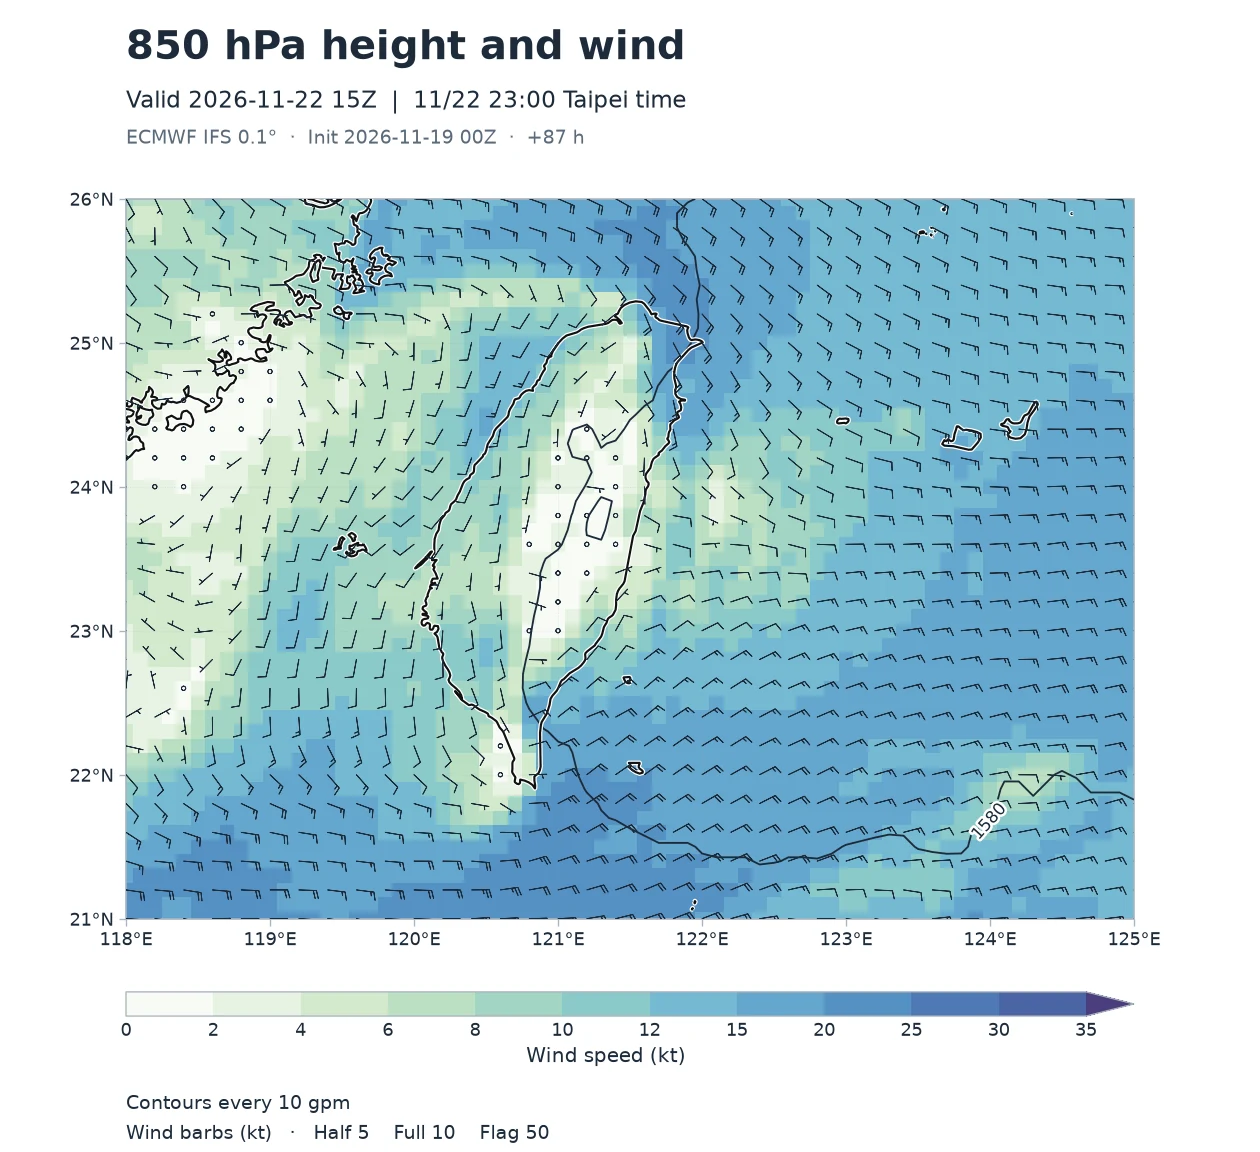 850 hPa height and wind
Valid 2026-11-22 15Z | 11/22 23:00 Taipei time
ECMWF IFS 0.1° · Init 2026-11-19 00Z · +87 h
26°N
25°N
24°N
23°N
22°N
21°N
1580
118°E 119°E 120°E 121°E 122°E 123°E 124°E 125°E
0 2 4 6 8 10 12 15 20 25 30 35
Wind speed (kt)
Contours every 10 gpm
Wind barbs (kt) · Half 5 Full 10 Flag 50